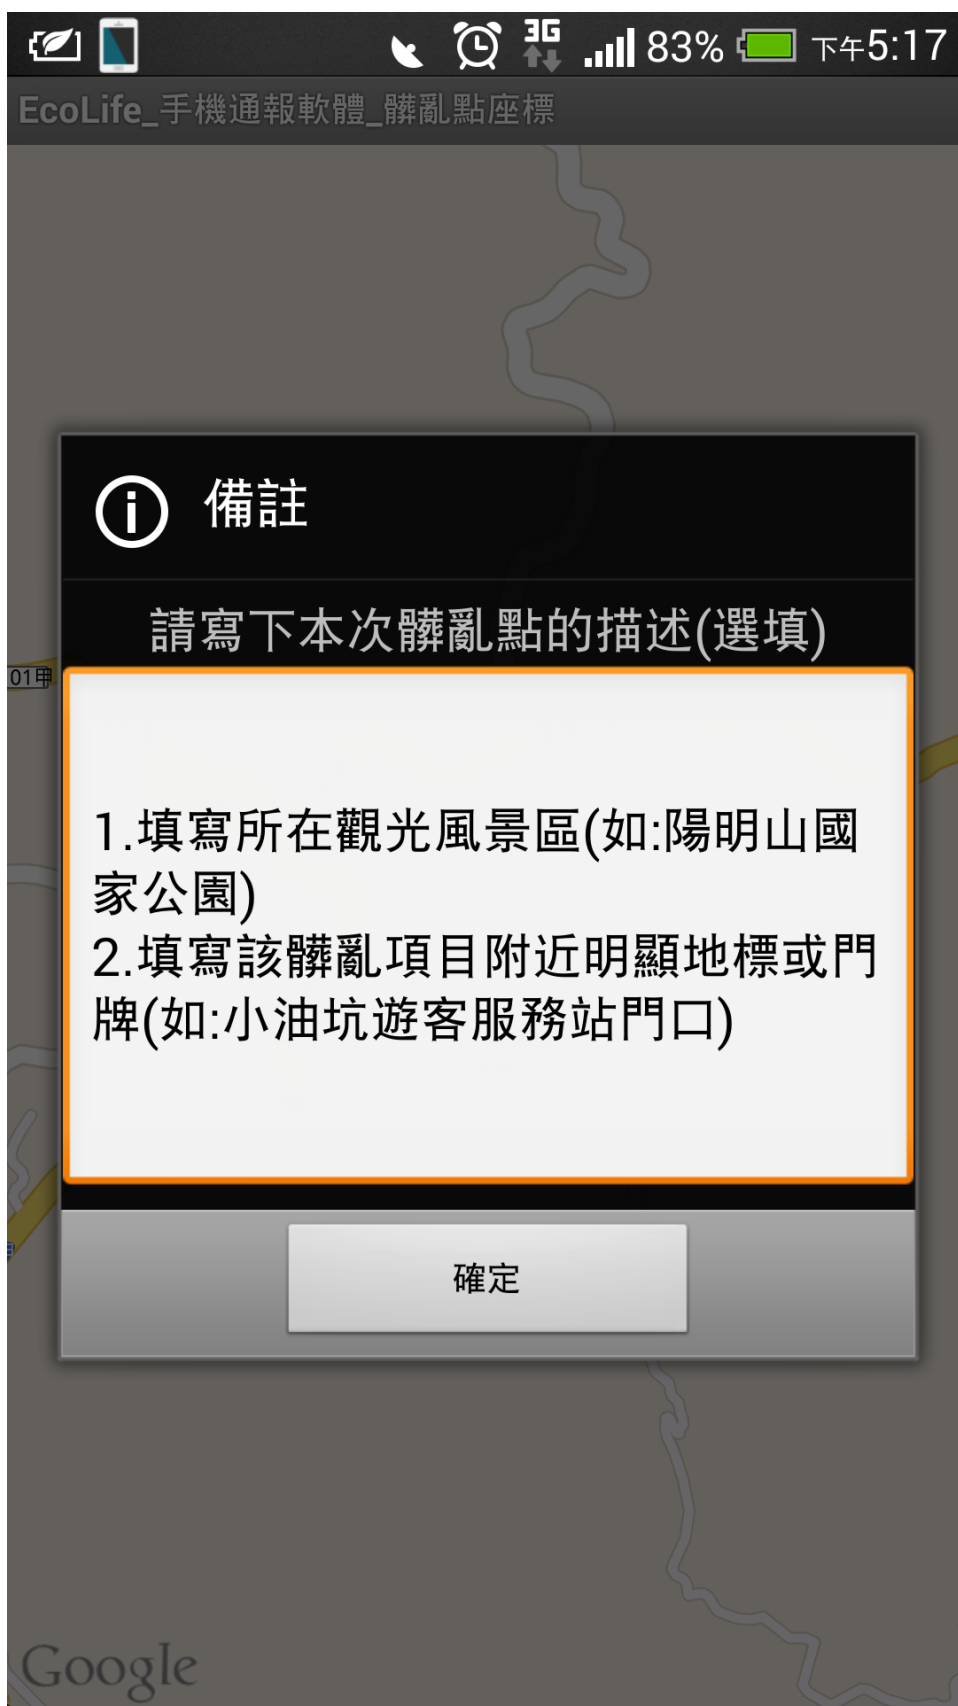 3G
83%
下午5:17
EcoLife_手機通報軟體_髒亂點座標
備註
請寫下本次髒亂點的描述(選填)
01甲
1.填寫所在觀光風景區(如:陽明山國
家公園)
2.填寫該髒亂項目附近明顯地標或門
牌(如:小油坑遊客服務站門口)
確定
Google